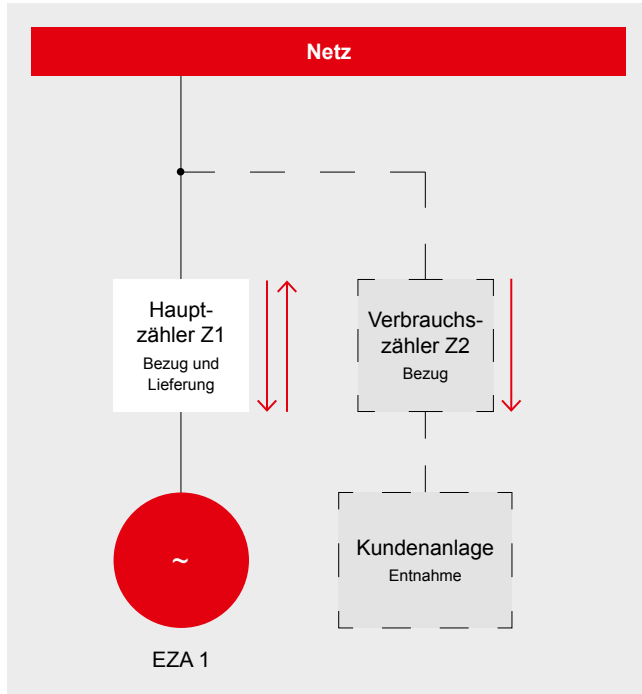 Netz
Haupt-
zähler Z1
Bezug und
Lieferung
Verbrauchs-
zähler Z2
Bezug
~
EZA 1
Kundenanlage
Entnahme